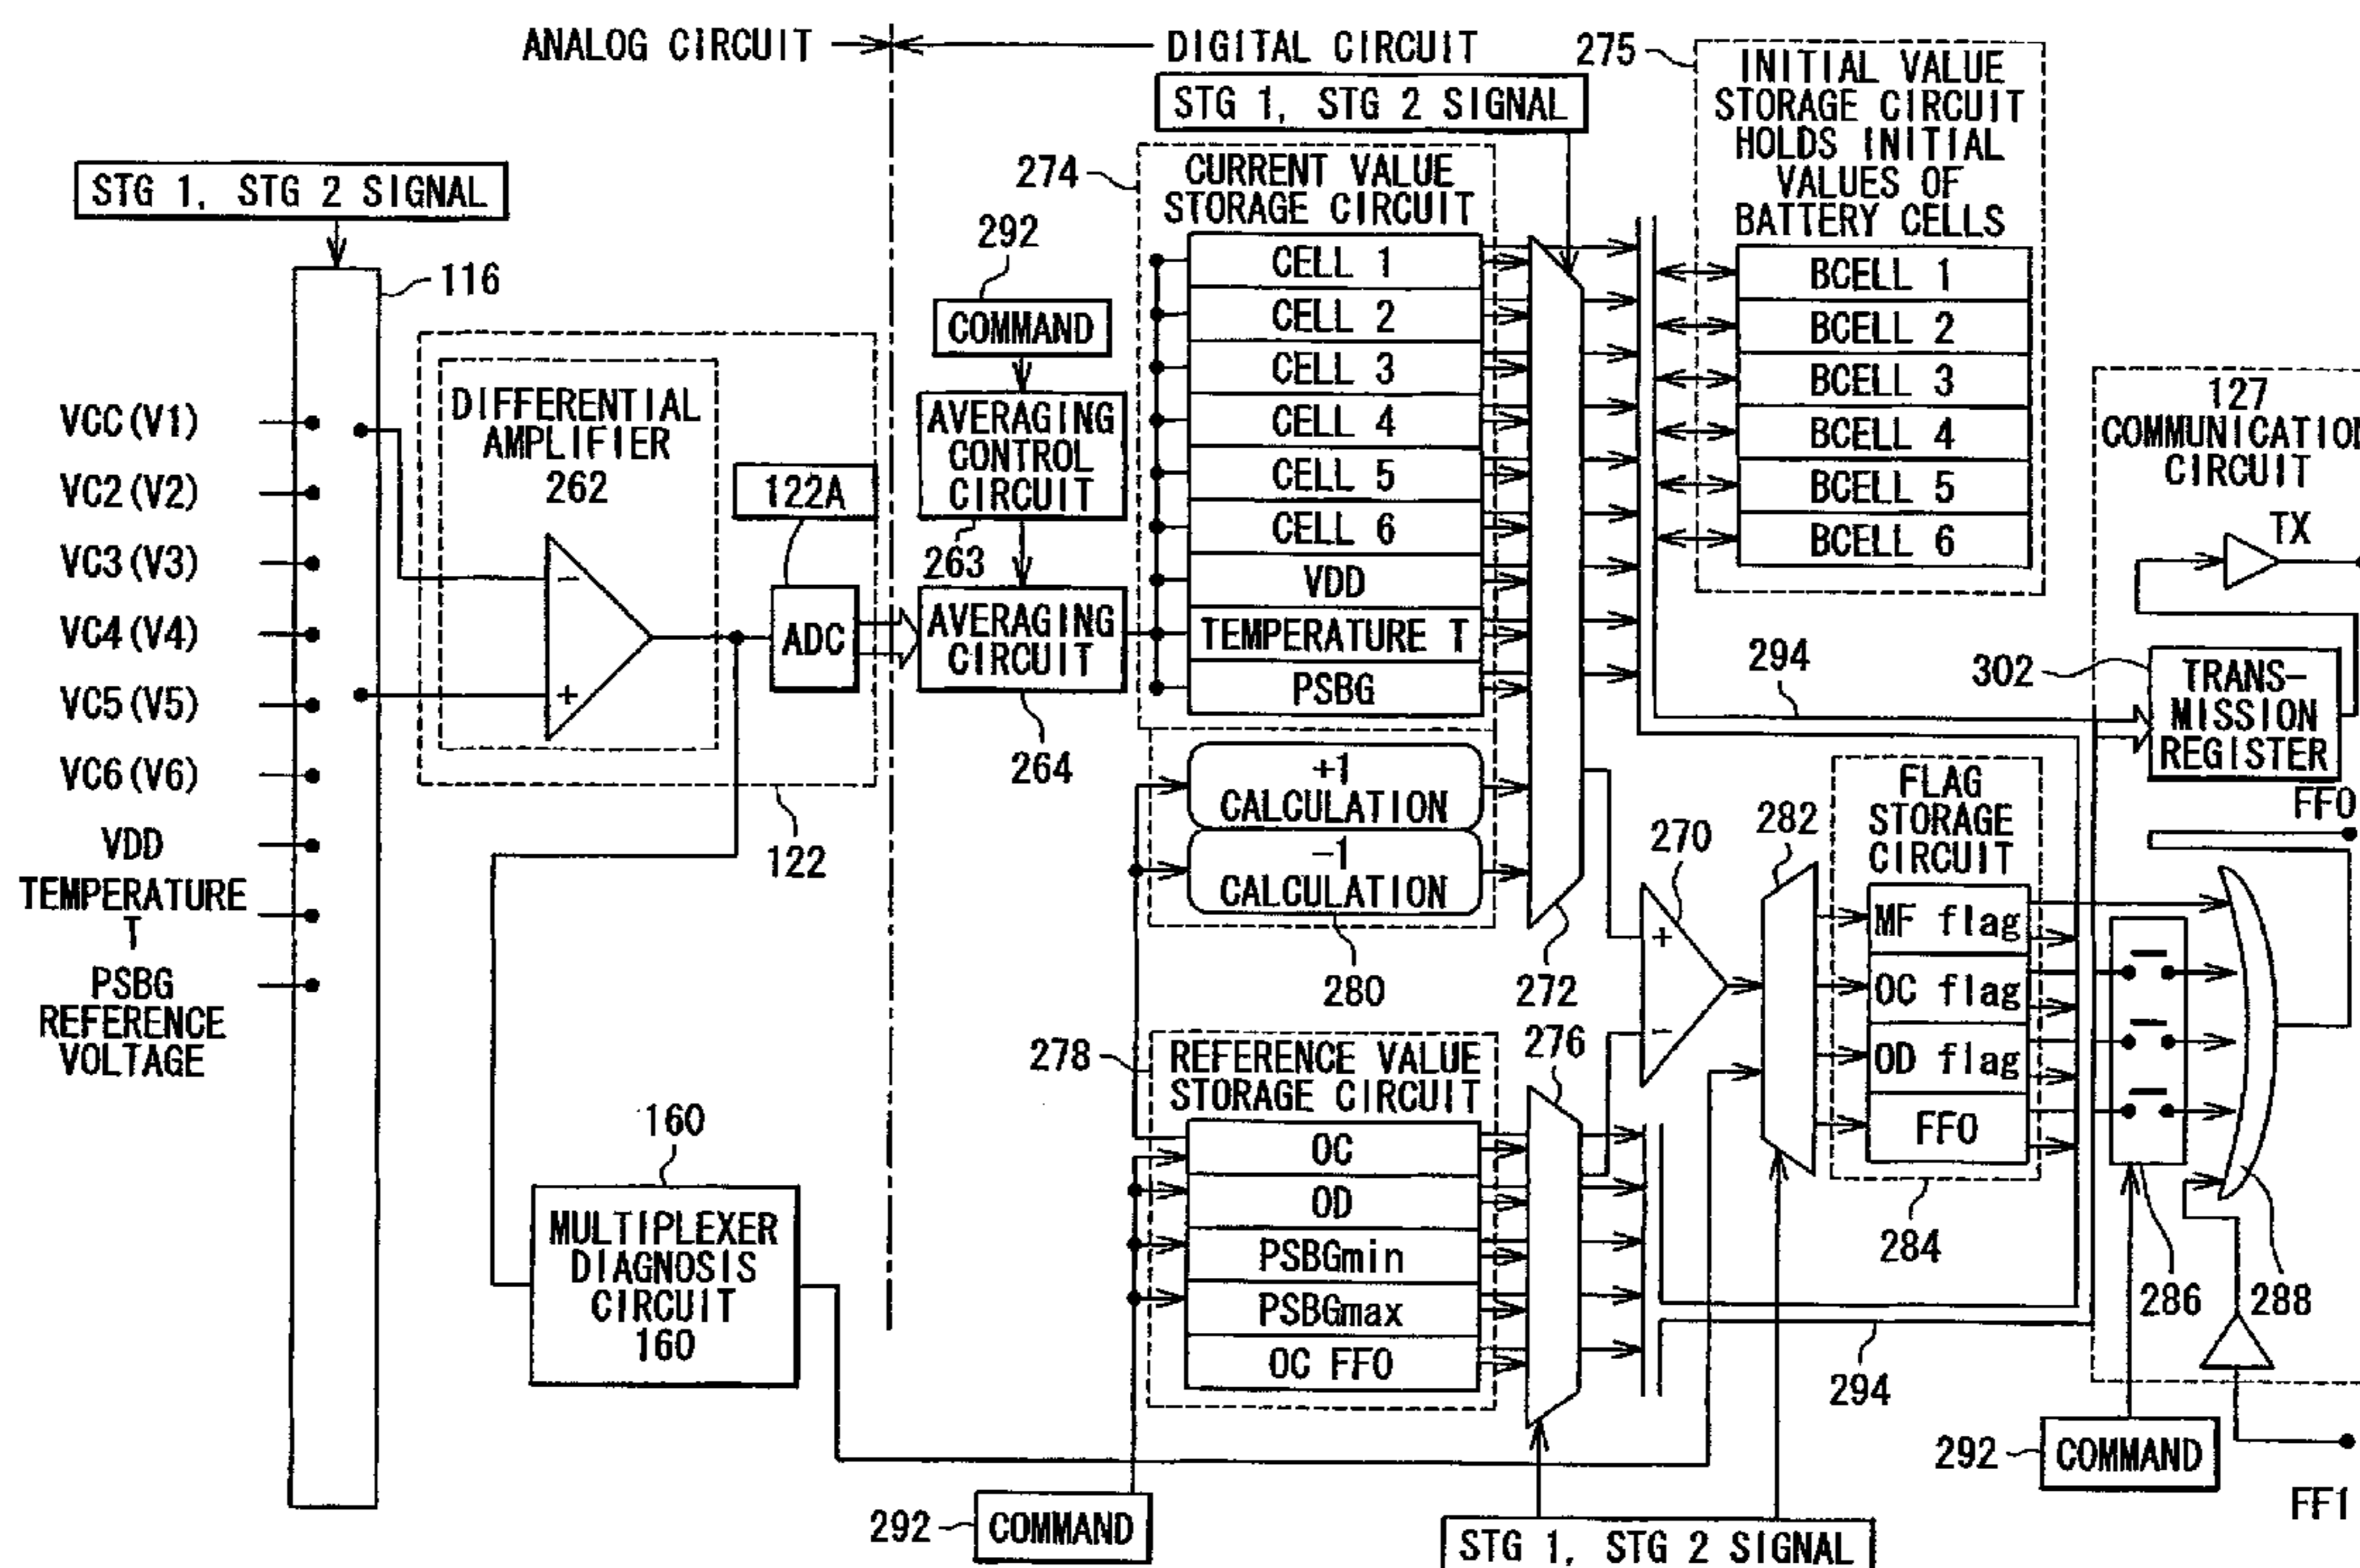 ANALOG CIRCUIT
DIGITAL CIRCUIT
STG 1, STG 2 SIGNAL
275
INITIAL VALUE
STORAGE CIRCUIT
HOLDS INITIAL
VALUES OF
BATTERY CELLS
BCELL 1
BCELL 2
BCELL 3
BCELL 4
BCELL 5
BCELL 6
STG 1, STG 2 SIGNAL
116
VCC(V1)
VC2(V2)
VC3(V3)
VC4(V4)
VC5(V5)
VC6(V6)
VDD
TEMPERATURE
T
PSBG
REFERENCE
VOLTAGE
DIFFERENTIAL
AMPLIFIER
262
122A
ADC
122
292
COMMAND
AVERAGING
CONTROL
CIRCUIT
263
AVERAGING
CIRCUIT
264
274
CURRENT VALUE
STORAGE CIRCUIT
CELL 1
CELL 2
CELL 3
CELL 4
CELL 5
CELL 6
VDD
TEMPERATURE T
PSBG
+1
CALCULATION
-1
CALCULATION
280
272
278
REFERENCE VALUE
STORAGE CIRCUIT
OC
OD
PSBGmin
PSBGmax
OC FFO
276
270
282
FLAG
STORAGE
CIRCUIT
MF flag
OC flag
OD flag
FFO
284
294
294
127
COMMUNICATION
CIRCUIT
TX
302
TRANS-
MISSION
REGISTER
FFO
286
288
292
COMMAND
FF1
160
MULTIPLEXER
DIAGNOSIS
CIRCUIT
160
292
COMMAND
STG 1, STG 2 SIGNAL